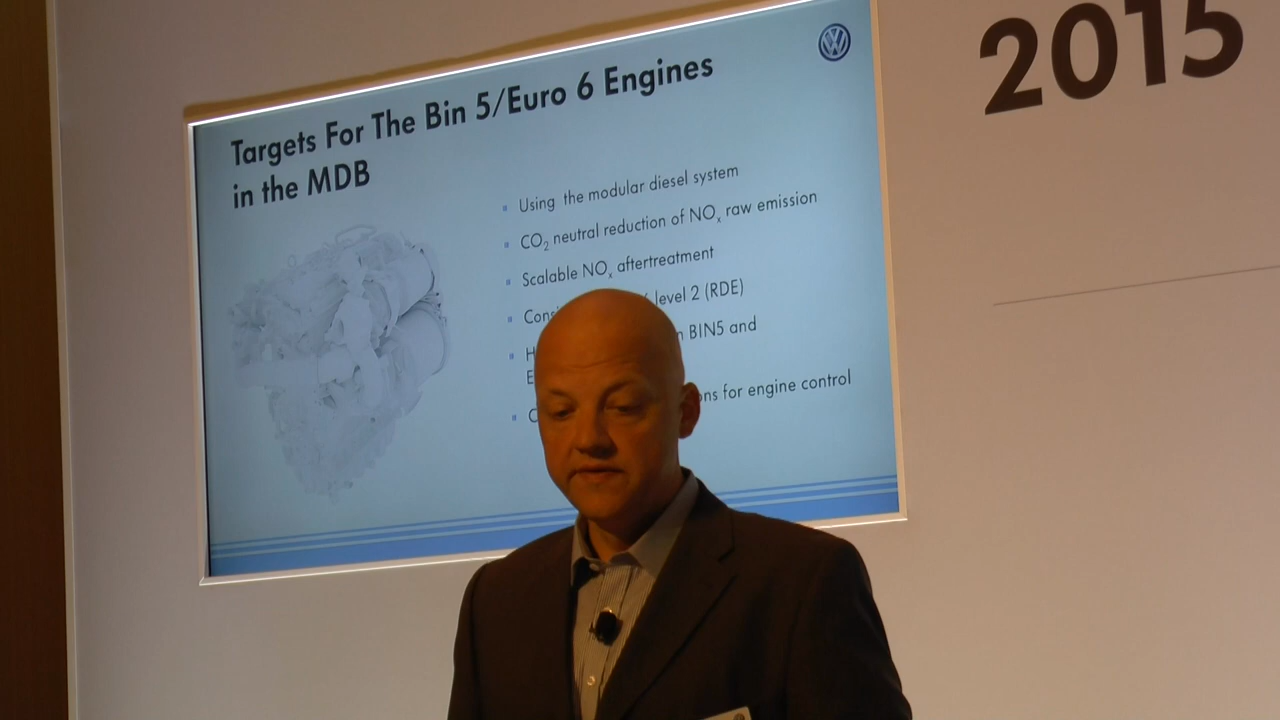 2015
Targets For The Bin 5/Euro 6 Engines
in the MDB
Using the modular diesel system
CO₂ neutral reduction of NOₓ raw emission
Scalable NOₓ aftertreatment
level 2 (RDE)
BIN5 and
for engine control